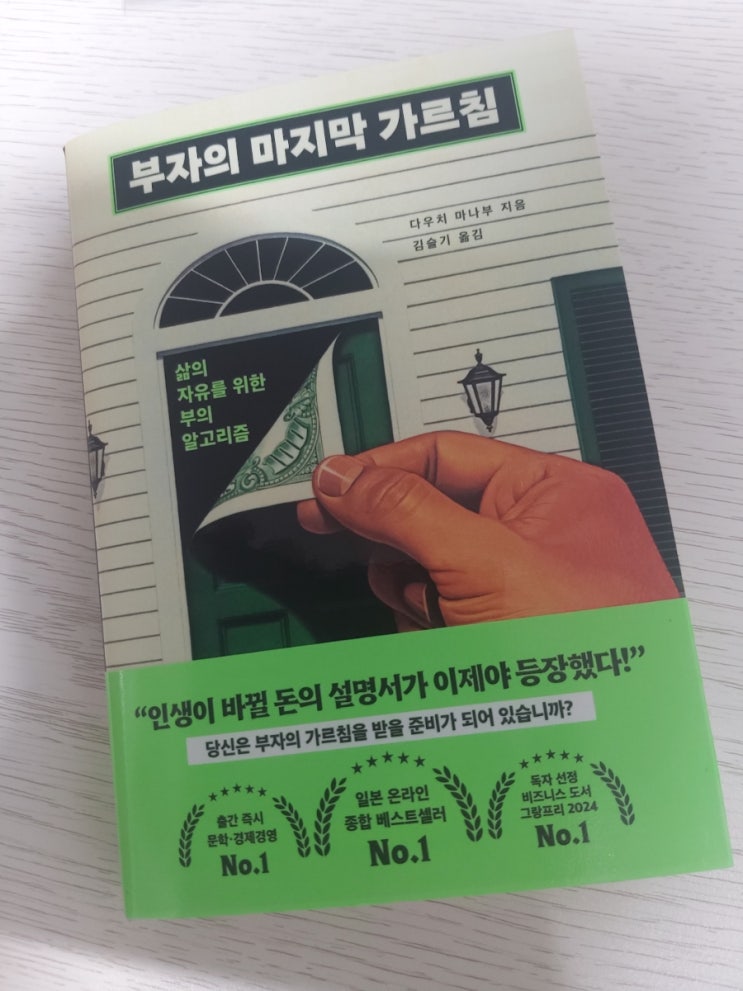 부자의 마지막 가르침
다우치 마나부 지음
김슬기 옮김
삶의
자유를 위한
부의
알고리즘
“인생이 바뀔 돈의 설명서가 이제야 등장했다!”
당신은 부자의 가르침을 받을 준비가 되어 있습니까?
출간 즉시
문학·경제경영
No.1
일본 온라인
종합 베스트셀러
No.1
독자 선정
비즈니스 도서
그랑프리 2024
No.1